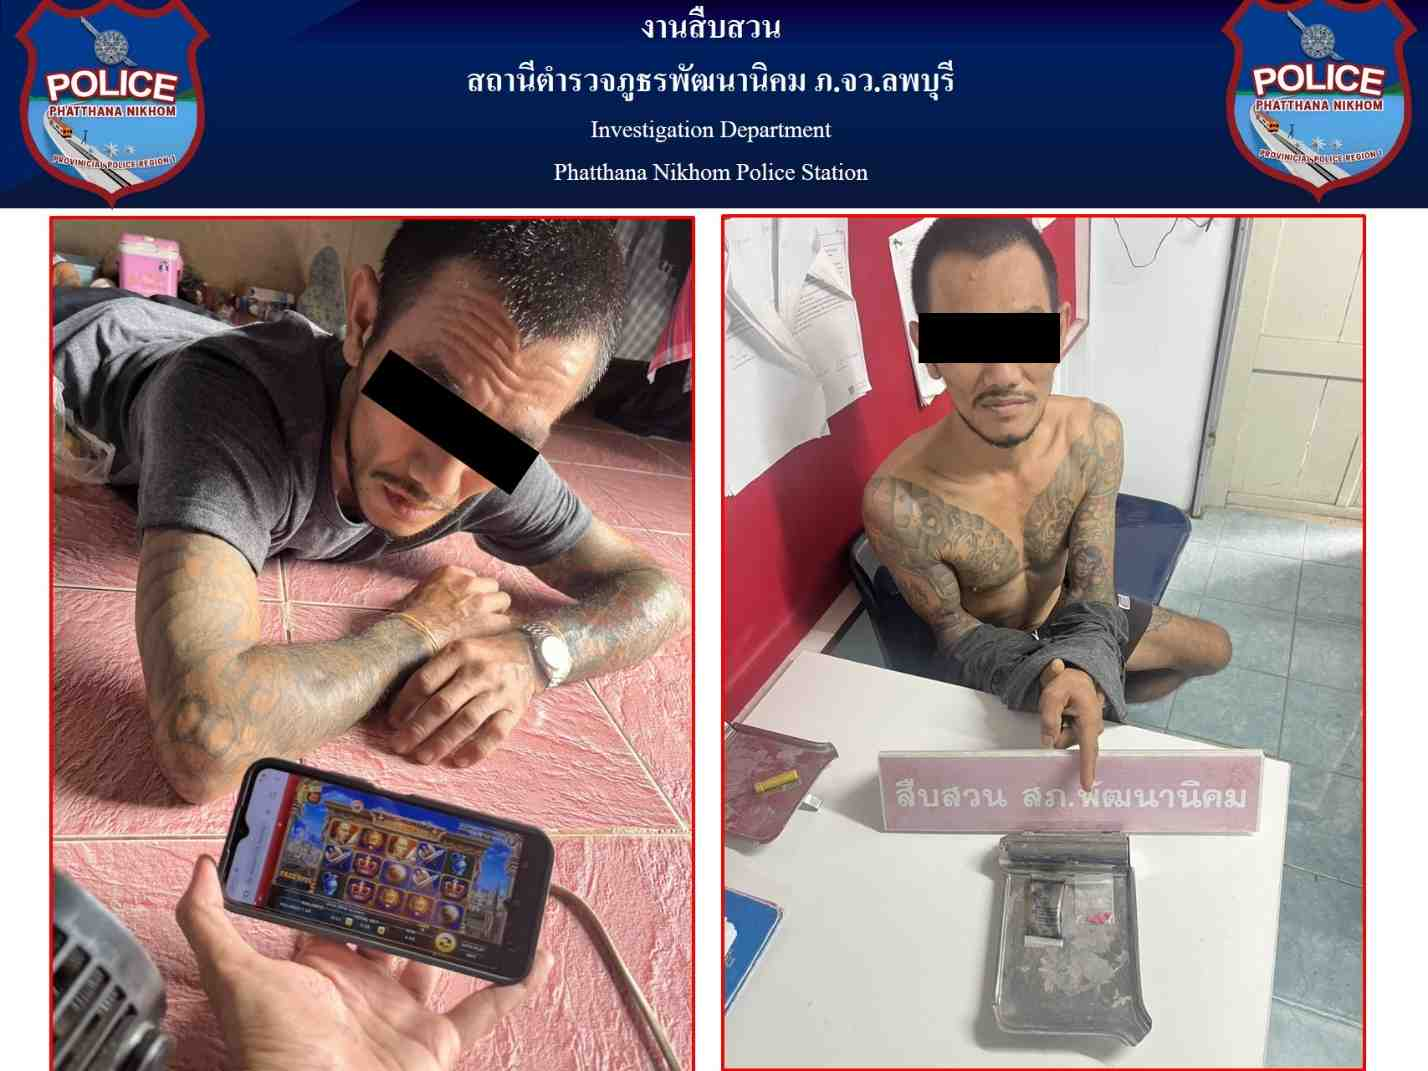 งานสืบสวน
สถานีตำรวจภูธรพัฒนานิคม ภ.จว.ลพบุรี
Investigation Department
Phatthana Nikhom Police Station
POLICE
PHATTHANA NIKHOM
PROVINCIAL POLICE REGION 1
POLICE
PHATTHANA NIKHOM
PROVINCIAL POLICE REGION 1
สืบสวน สภ.พัฒนานิคม